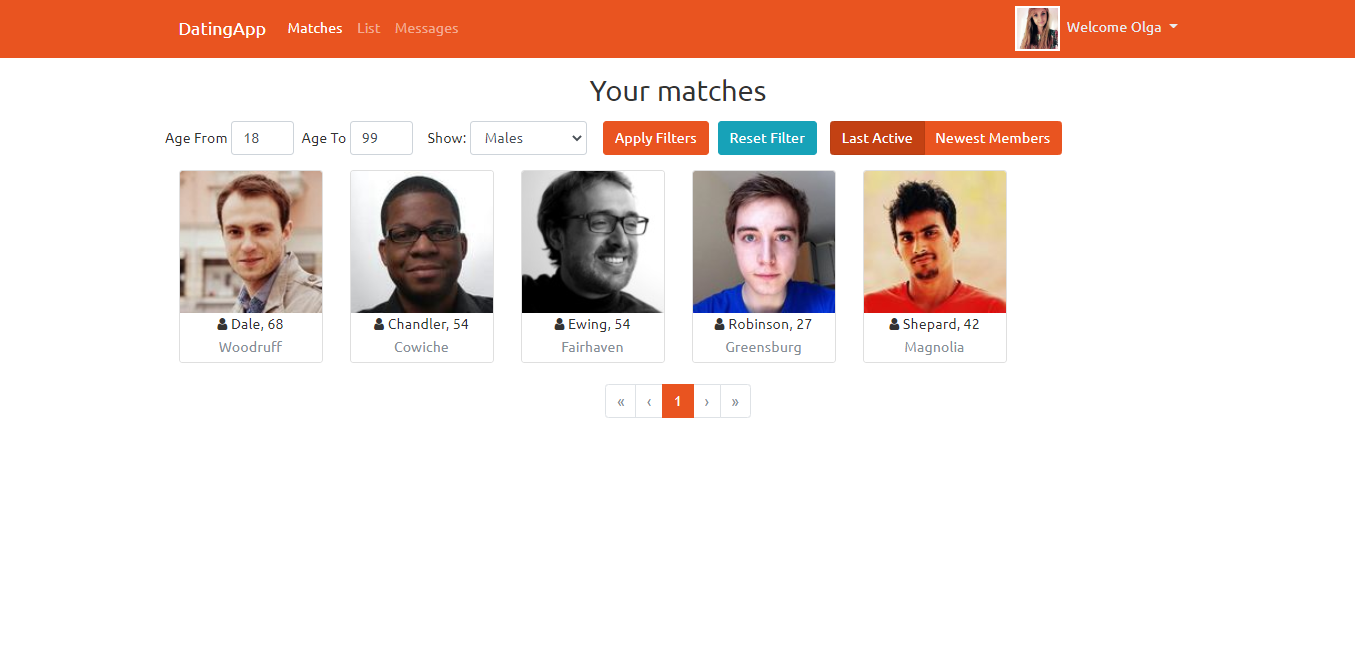 DatingApp Matches List Messages Welcome Olga
Your matches
Age From 18 Age To 99 Show: Males Apply Filters Reset Filter Last Active Newest Members
Dale, 68
Woodruff
Chandler, 54
Cowiche
Ewing, 54
Fairhaven
Robinson, 27
Greensburg
Shepard, 42
Magnolia
« ‹ 1 › »